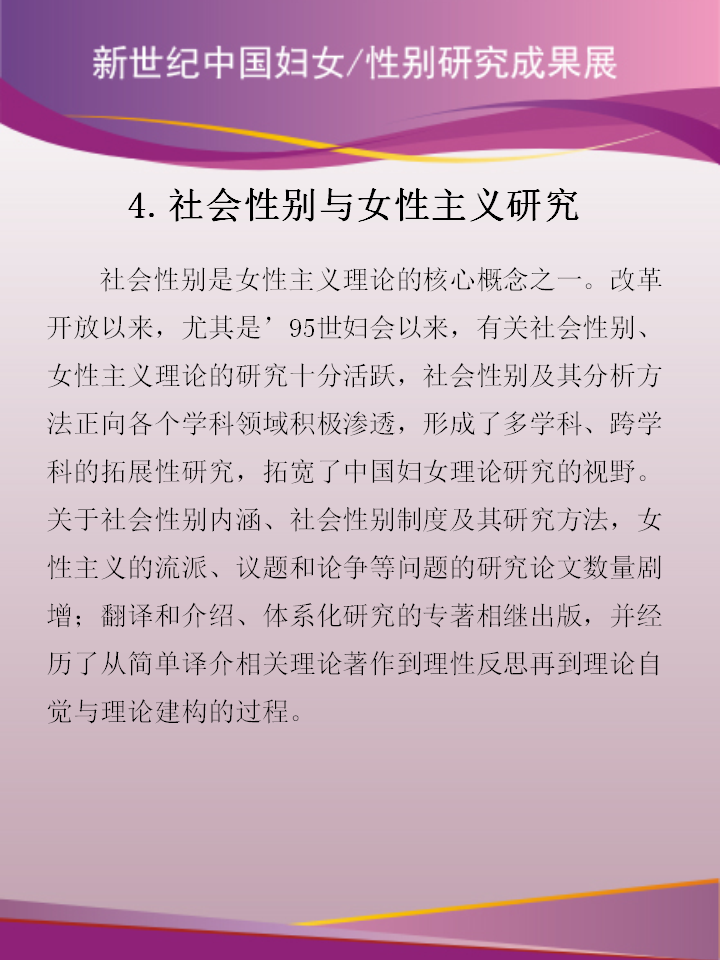 新世纪中国妇女/性别研究成果展
4.社会性别与女性主义研究
社会性别是女性主义理论的核心概念之一。改革
开放以来，尤其是’95世妇会以来，有关社会性别、
女性主义理论的研究十分活跃，社会性别及其分析方
法正向各个学科领域积极渗透，形成了多学科、跨学
科的拓展性研究，拓宽了中国妇女理论研究的视野。
关于社会性别内涵、社会性别制度及其研究方法，女
性主义的流派、议题和论争等问题的研究论文数量剧
增；翻译和介绍、体系化研究的专著相继出版，并经
历了从简单译介相关理论著作到理性反思再到理论自
觉与理论建构的过程。